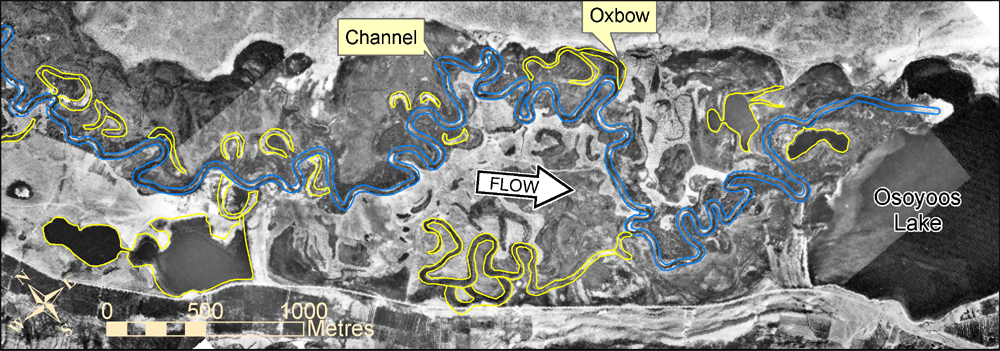 Oxbow
Channel
FLOW
Osoyoos
Lake
N
E
S
W
0 500 1000
Metres